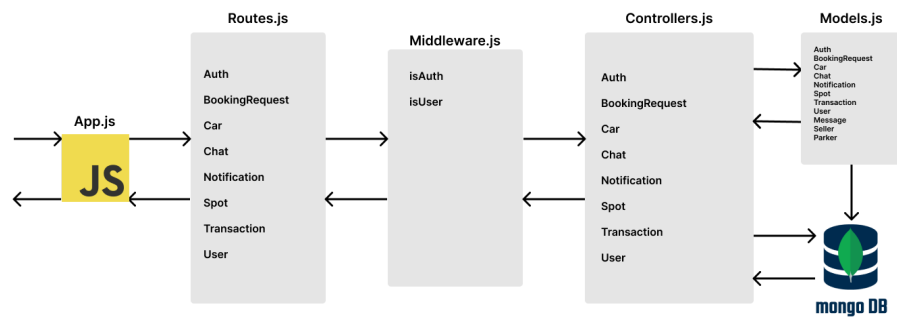 Routes.js
Auth
BookingRequest
Car
Chat
Notification
Spot
Transaction
User
Middleware.js
isAuth
isUser
Controllers.js
Auth
BookingRequest
Car
Chat
Notification
Spot
Transaction
User
Models.js
Auth
BookingRequest
Car
Chat
Notification
Spot
Transaction
User
Message
Seller
Parker
App.js
JS
mongo DB